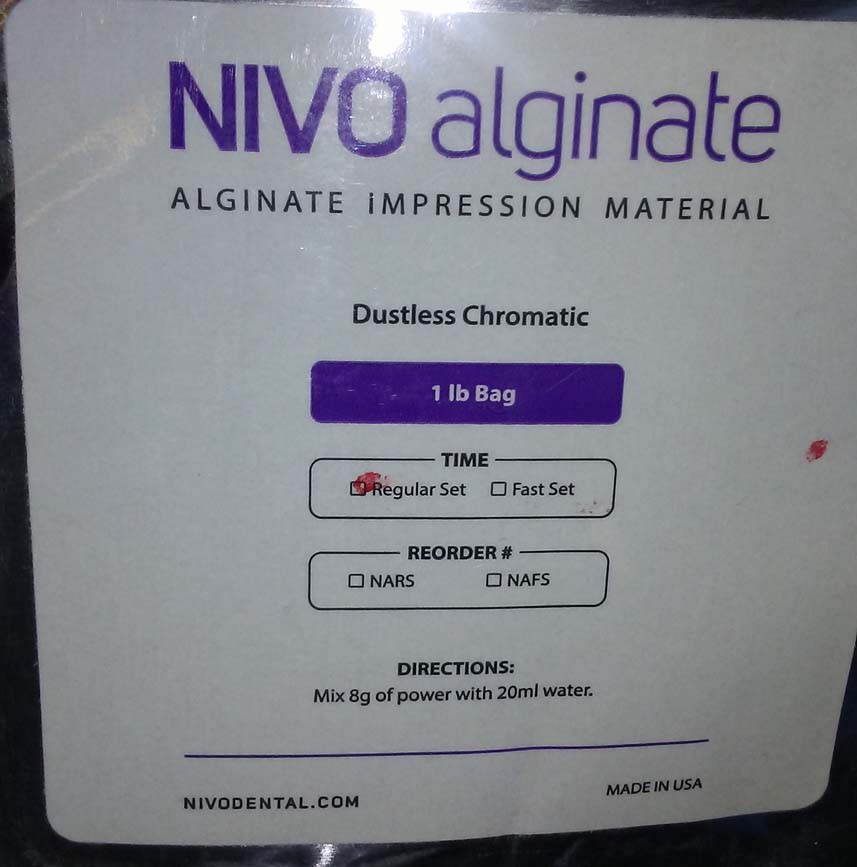 NIVO alginate
ALGINATE iMPRESSION MATERIAL
Dustless Chromatic
1 lb Bag
TIME
Regular Set Fast Set
REORDER #
NARS NAFS
DIRECTIONS:
Mix 8g of power with 20ml water.
NIVODENTAL.COM
MADE IN USA